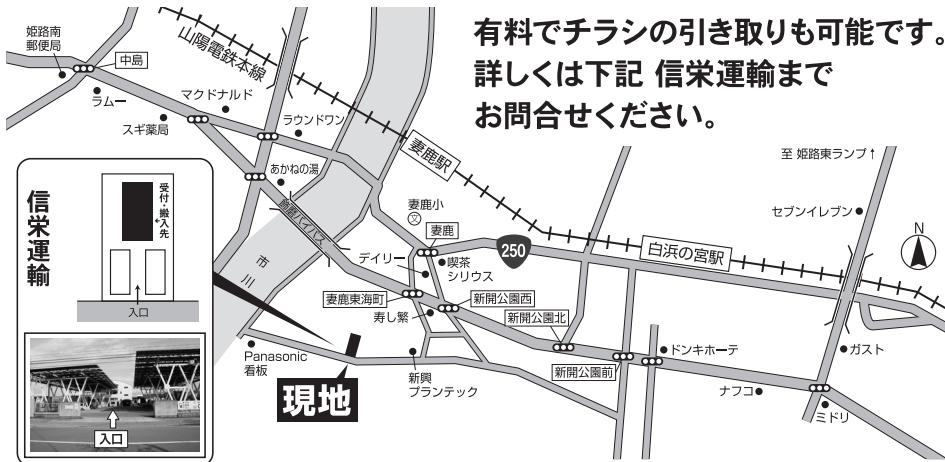 有料でチラシの引き取りも可能です。
詳しくは下記 信栄運輸まで
お問合せください。
姫路南
郵便局
中島
山陽電鉄本線
ラムー
マクドナルド
スギ薬局
ラウンドワン
あかねの湯
飾磨バイパス
妻鹿駅
妻鹿小
文
妻鹿
250
白浜の宮駅
至 姫路東ランプ↑
セブンイレブン
N
市川
デイリー
喫茶
シリウス
妻鹿東海町
寿し繁
新開公園西
新開公園北
新開公園前
ドンキホーテ
ガスト
ナフコ
ミドリ
Panasonic
看板
現地
新興
プランテック
信栄運輸
受付・搬入先
入口
入口